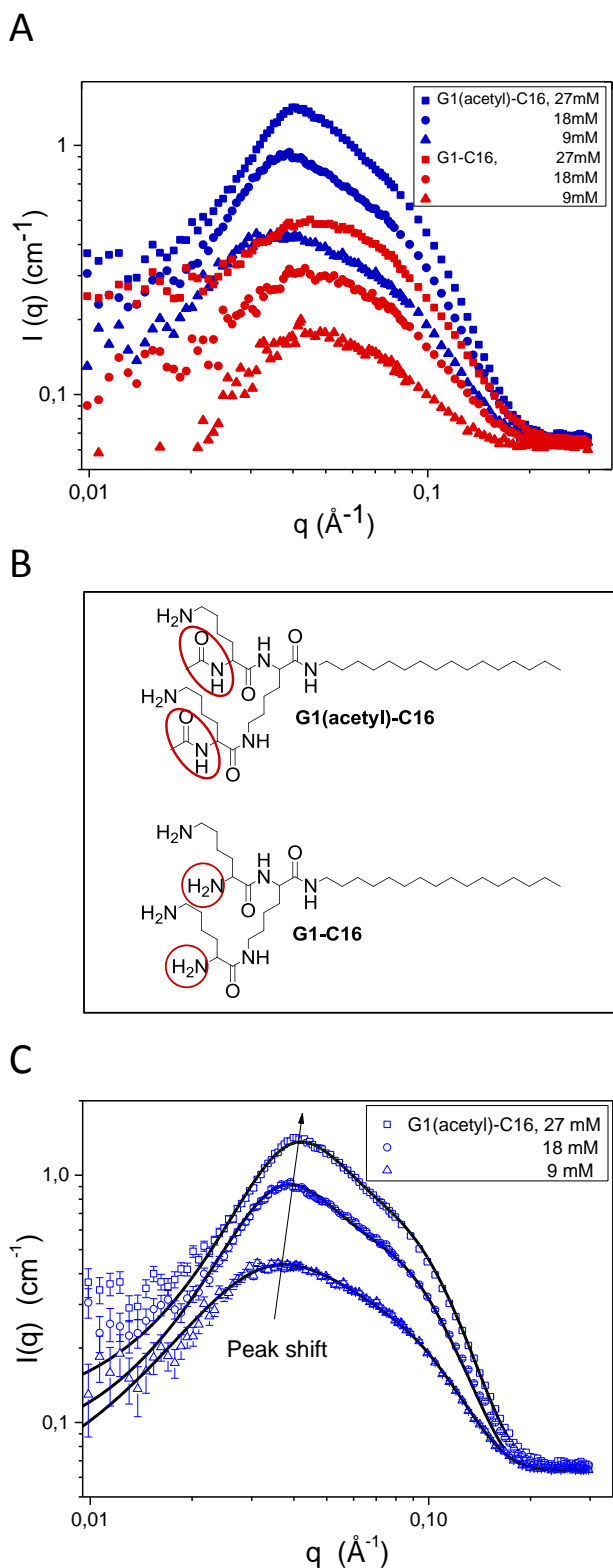 A
G1(acetyl)-C16, 27mM
18mM
9mM
G1-C16, 27mM
18mM
9mM
1
0,1
I (q) (cm-1)
0,01 0,1
q (Å-1)
B
H2N
O
N
H
O
H
N
O
N
H
H2N
O
N
H
O
NH
G1(acetyl)-C16
H2N
H2N
O
H
N
O
N
H
H2N
H2N
O
NH
G1-C16
C
G1(acetyl)-C16, 27 mM
18 mM
9 mM
1,0
0,1
I(q) (cm-1)
Peak shift
0,01 0,10
q (Å-1)